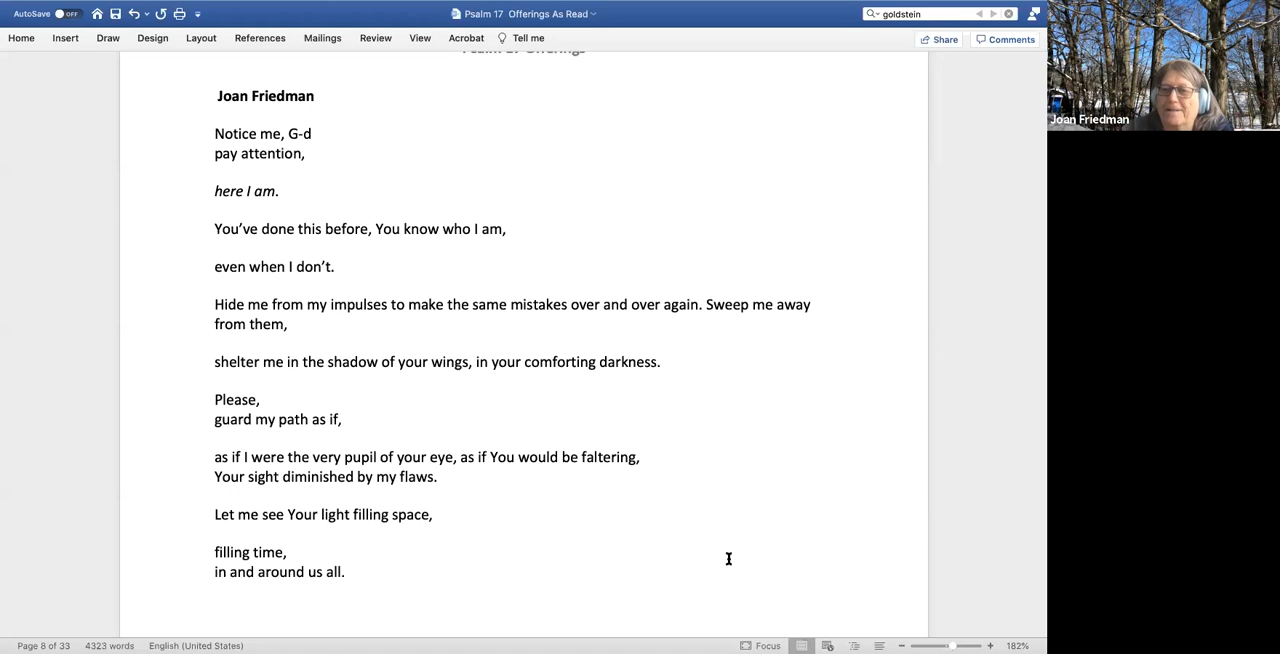 AutoSave OFF
Psalm 17 Offerings As Read
goldstein
Home Insert Draw Design Layout References Mailings Review View Acrobat Tell me
Share Comments
Psalm 17 Offerings
Joan Friedman
Notice me, G-d
pay attention,
here I am.
You've done this before, You know who I am,
even when I don't.
Hide me from my impulses to make the same mistakes over and over again. Sweep me away
from them,
shelter me in the shadow of your wings, in your comforting darkness.
Please,
guard my path as if,
as if I were the very pupil of your eye, as if You would be faltering,
Your sight diminished by my flaws.
Let me see Your light filling space,
filling time,
in and around us all.
Page 8 of 33 4323 words English (United States)
Focus
182%
Joan Friedman